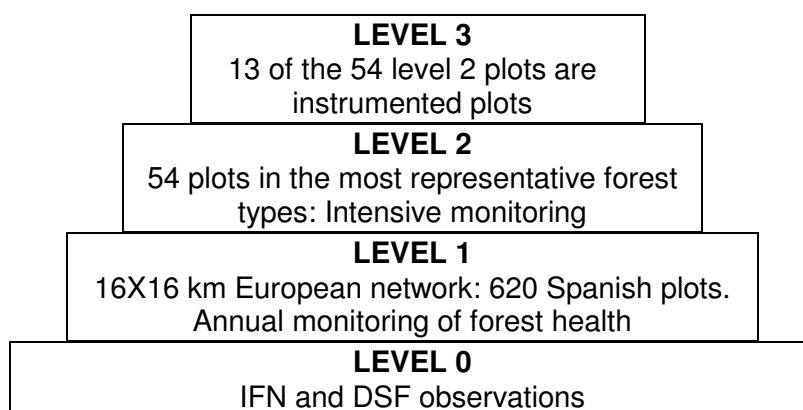 LEVEL 3
13 of the 54 level 2 plots are
instrumented plots
LEVEL 2
54 plots in the most representative forest
types: Intensive monitoring
LEVEL 1
16X16 km European network: 620 Spanish plots.
Annual monitoring of forest health
LEVEL 0
IFN and DSF observations